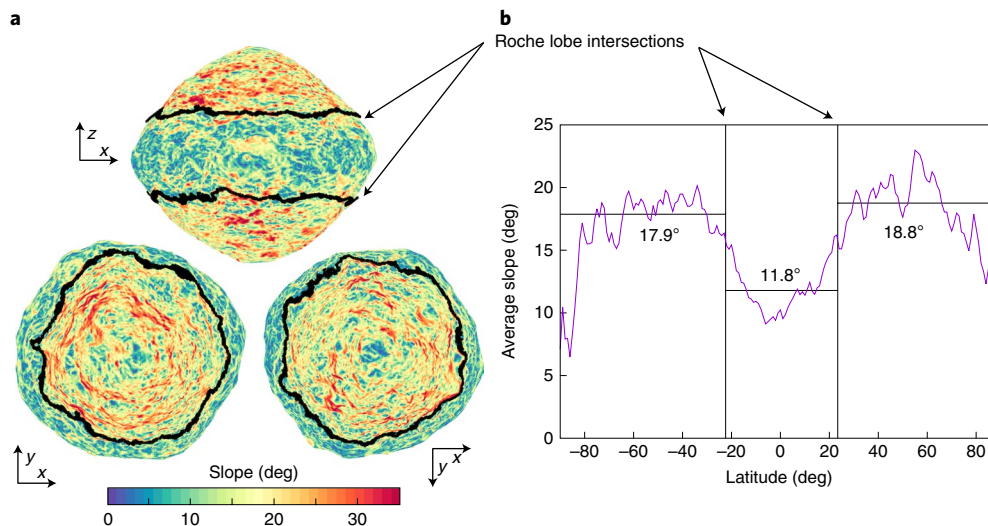 a
b
Roche lobe intersections
z
x
y
x
y
x
Slope (deg)
0
10
20
30
25
20
15
10
5
0
Average slope (deg)
17.9°
11.8°
18.8°
−80
−60
−40
−20
0
20
40
60
80
Latitude (deg)